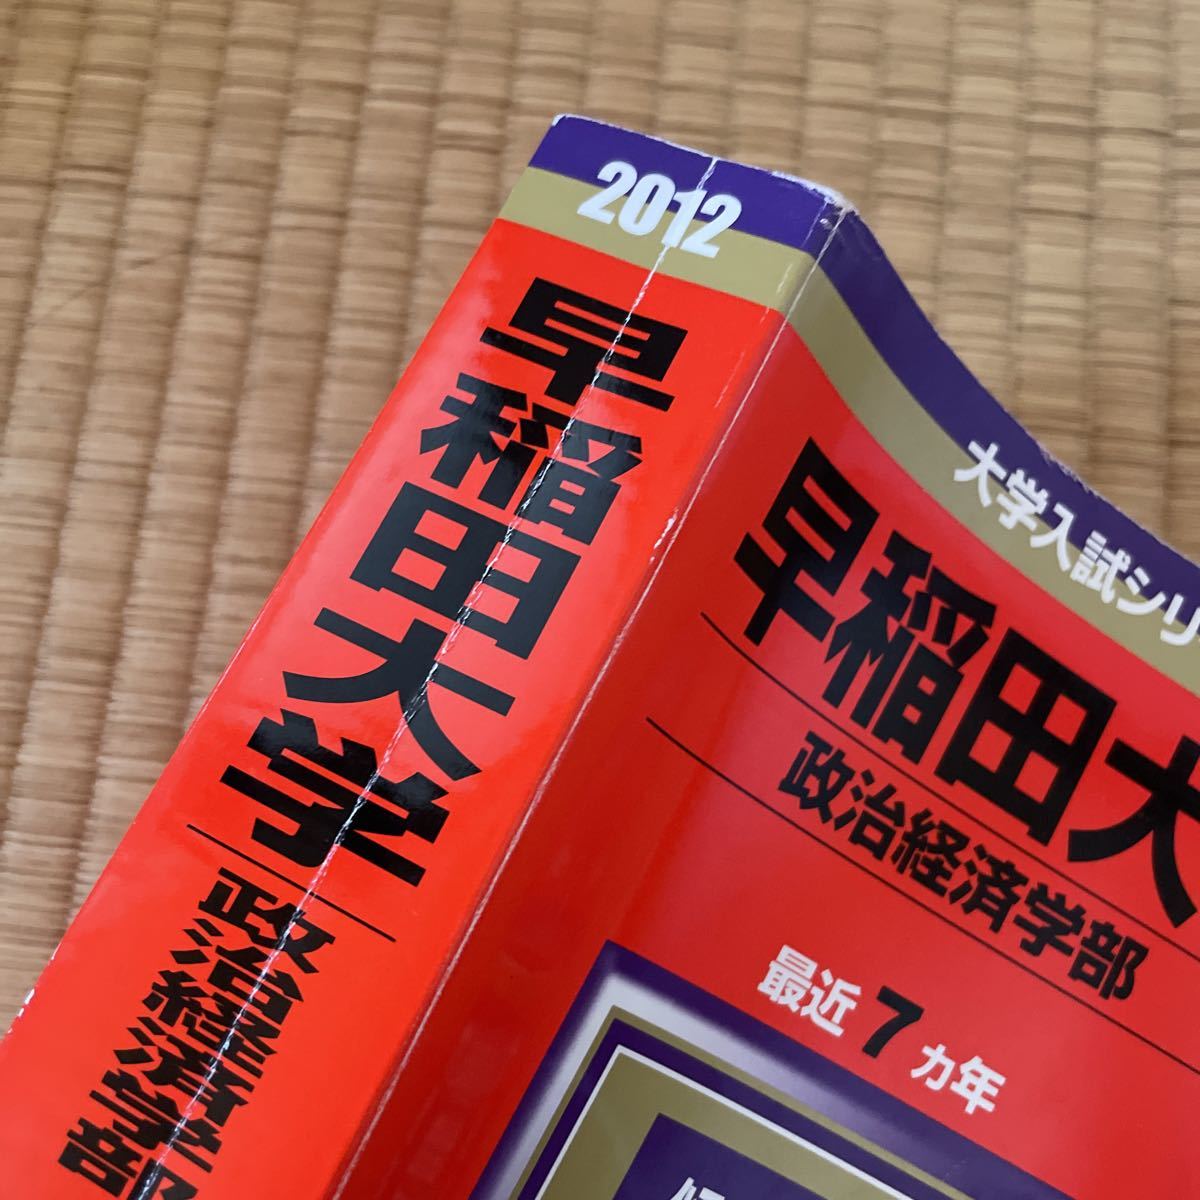 2012
早稲田大学
政治経済学部
大学入試シリ
早稲田大
政治経済学部
最近7カ年